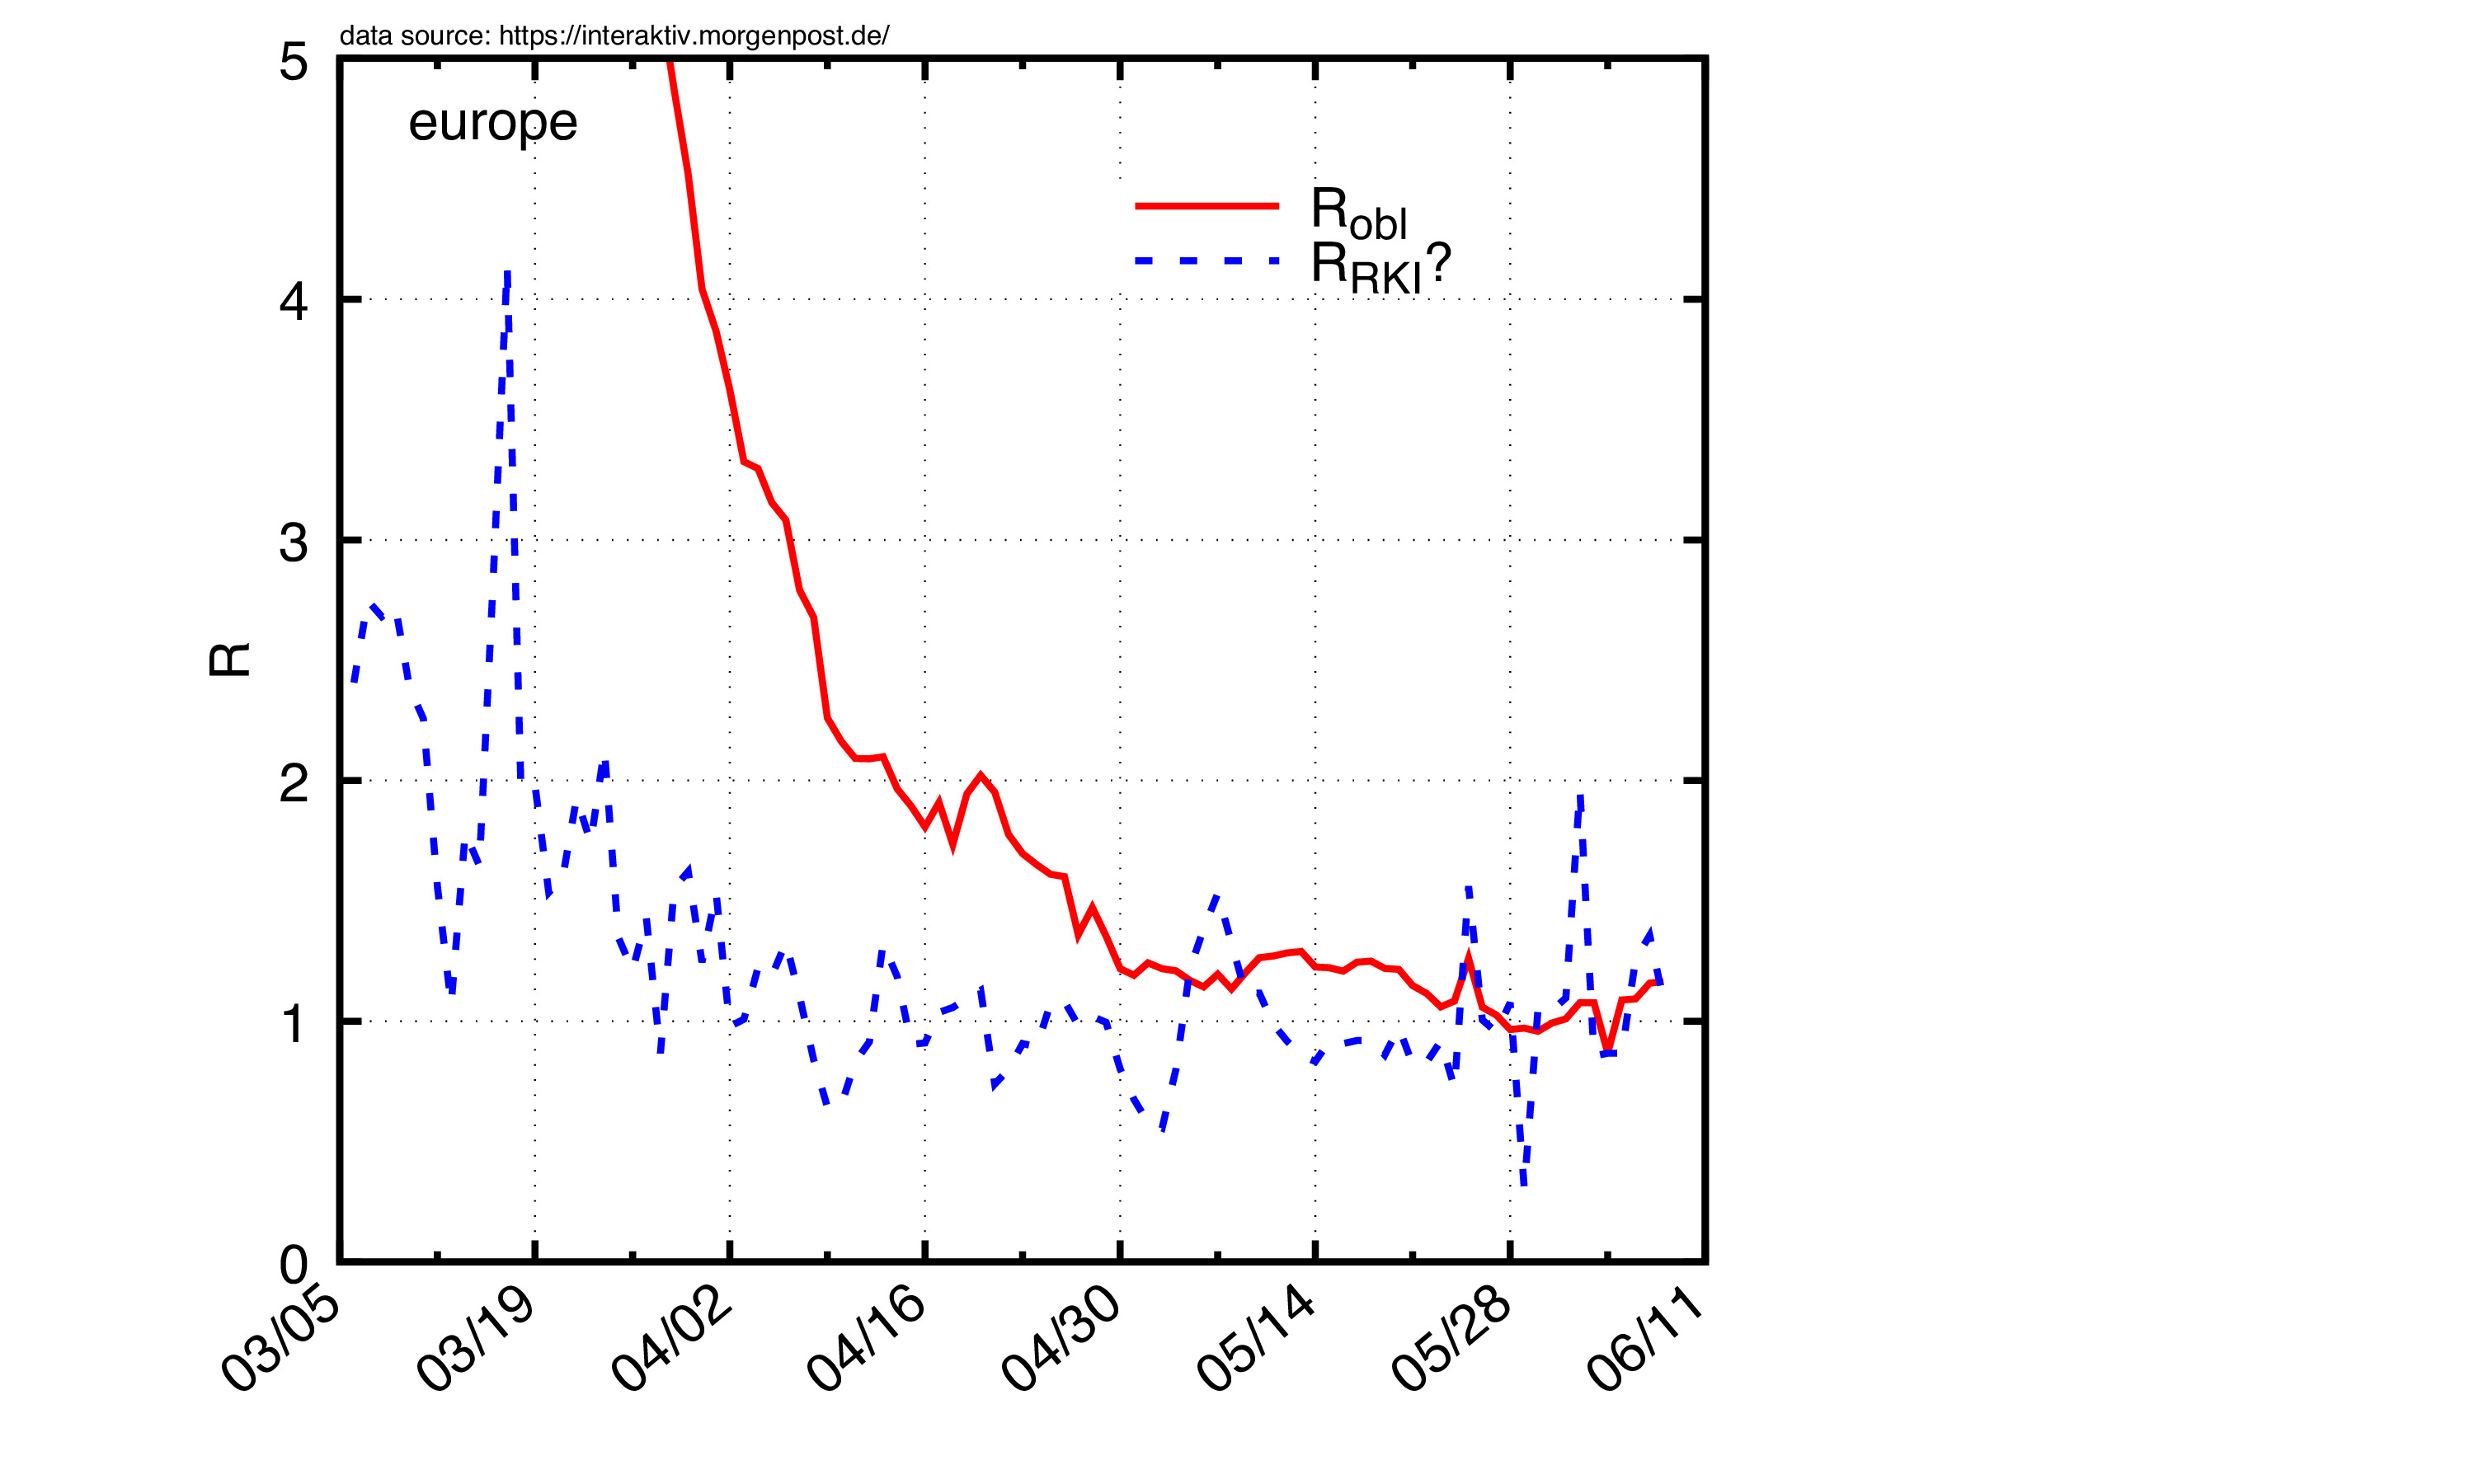 data source: https://interaktiv.morgenpost.de/
5
europe
R_obl
R_RKI?
4
3
R
2
1
0
03/05 03/19 04/02 04/16 04/30 05/14 05/28 06/11